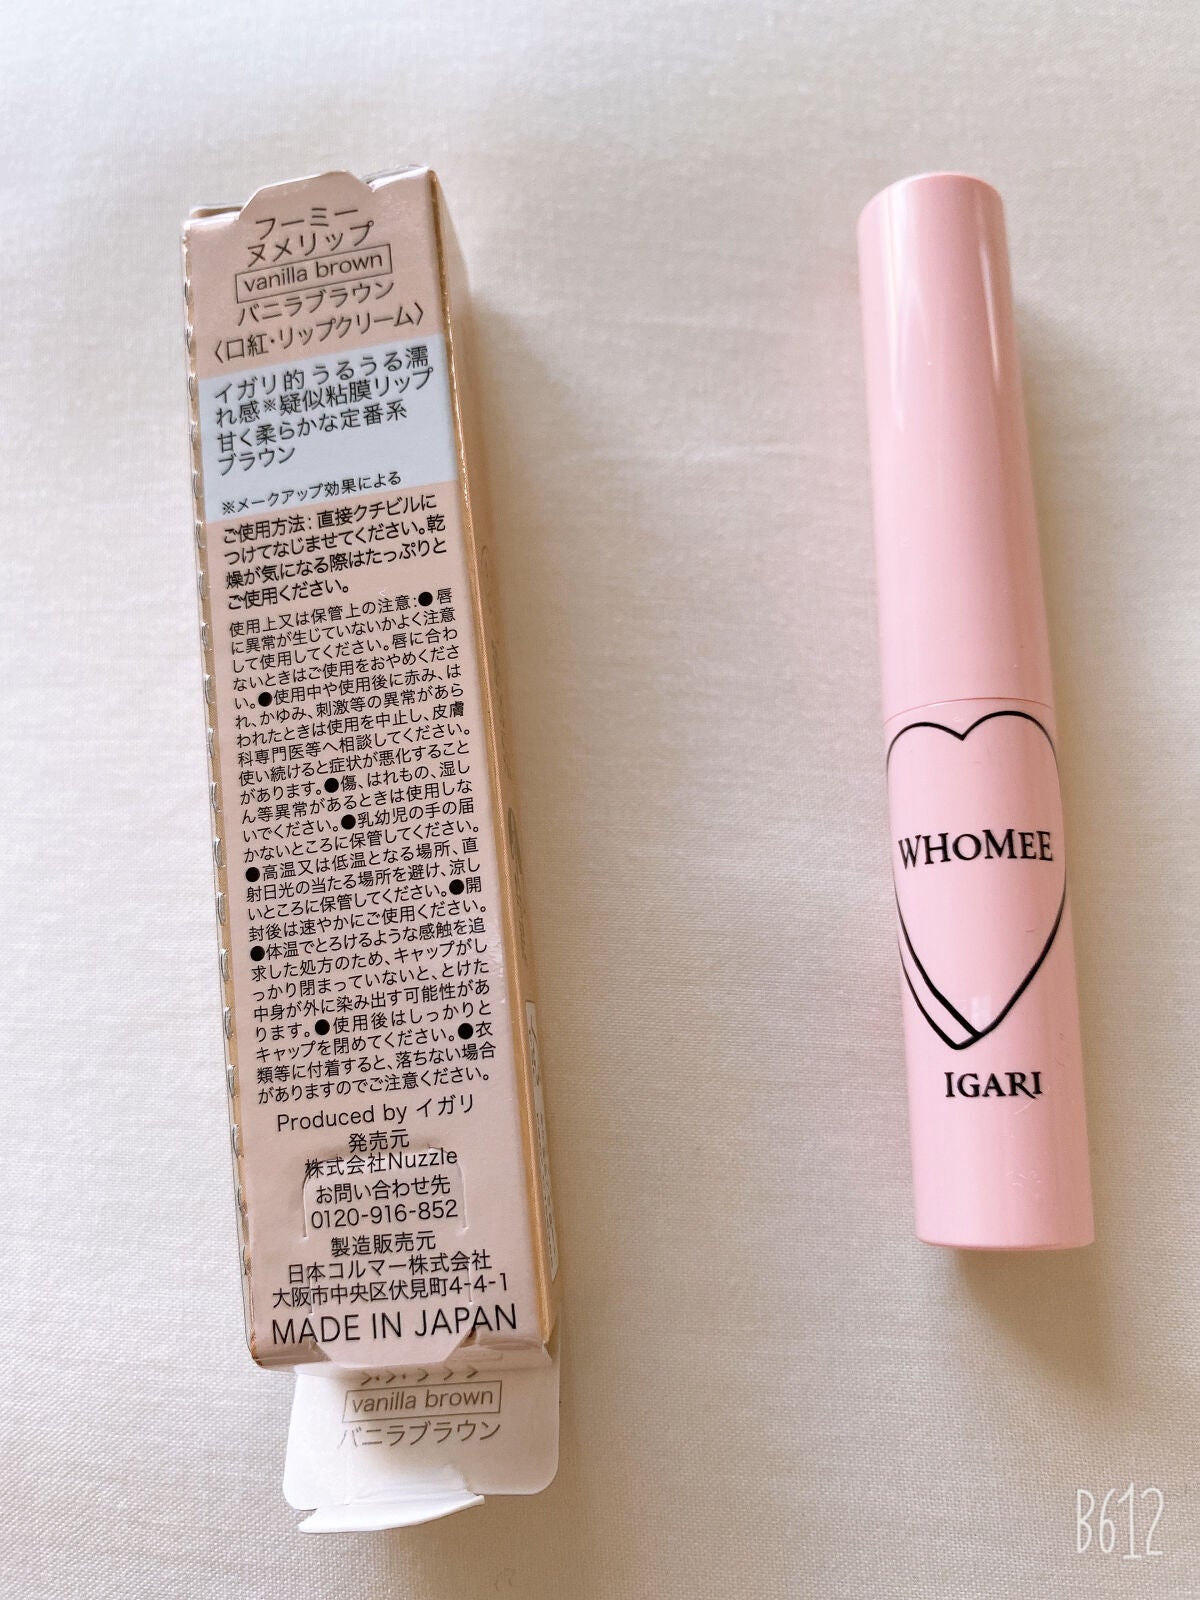 フーミー
ヌメリップ
vanilla brown
バニラブラウン
〈口紅・リップクリーム〉
イガリ的うるうる濡
れ感※疑似粘膜リップ
甘く柔らかな定番系
ブラウン
※メークアップ効果による
ご使用方法：直接クチビルに
つけてなじませてください。乾
燥が気になる際はたっぷりと
ご使用ください。
使用上又は保管上の注意：●唇
に異常が生じていないかよく注意
して使用してください。唇に合わ
ないときはご使用をおやめくださ
い。●使用中や使用後に赤み、は
れ、かゆみ、刺激等の異常があら
われたときは使用を中止し、皮膚
科専門医等へ相談してください。
使い続けると症状が悪化すること
があります。●傷、はれもの、湿し
ん等異常があるときは使用しな
いでください。●乳幼児の手の届
かないところに保管してください。
●高温又は低温となる場所、直
射日光の当たる場所を避け、涼し
いところに保管してください。●開
封後は速やかにご使用ください。
●体温でとろけるような感触を追
求した処方のため、キャップがし
っかり閉まっていないと、とけた
中身が外に染み出す可能性があ
ります。●使用後はしっかりと
キャップを閉めてください。●衣
類等に付着すると、落ちない場合
がありますのでご注意ください。
Produced by イガリ
発売元
株式会社Nuzzle
お問い合わせ先
0120-916-852
製造販売元
日本コルマー株式会社
大阪市中央区伏見町4-4-1
MADE IN JAPAN
vanilla brown
バニラブラウン
WHOMEE
IGARI
B612